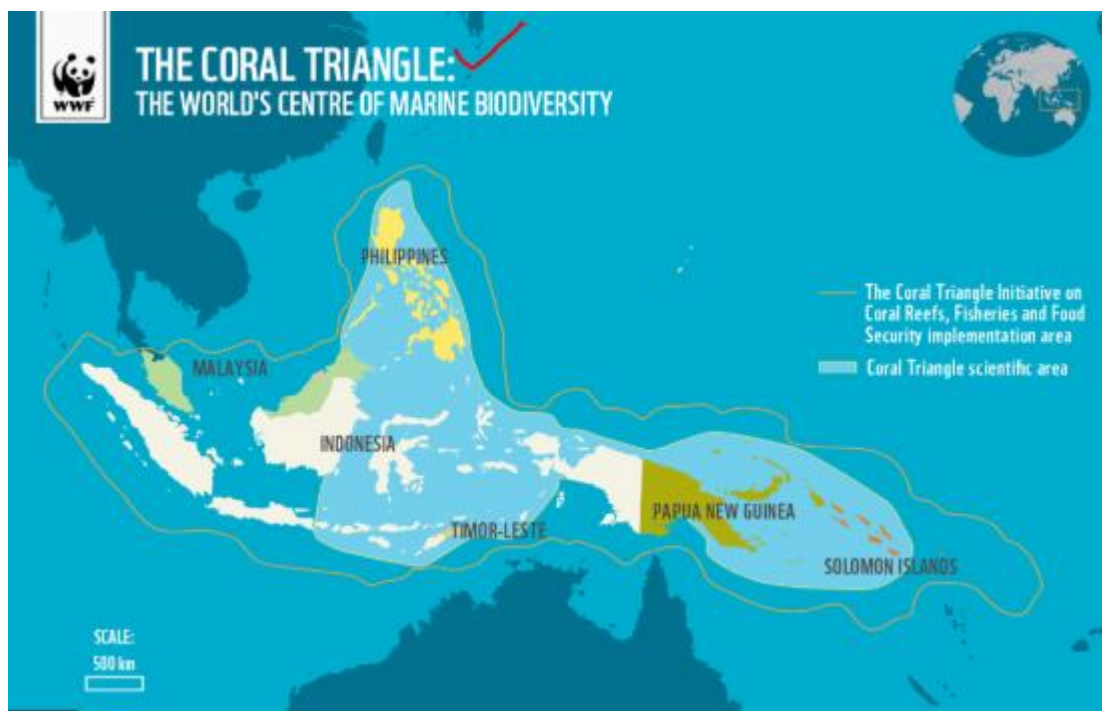 WWF
THE CORAL TRIANGLE:
THE WORLD'S CENTRE OF MARINE BIODIVERSITY
PHILIPPINES
The Coral Triangle Initiative on
Coral Reefs, Fisheries and Food
Security implementation area
MALAYSIA
Coral Triangle scientific area
INDONESIA
PAPUA NEW GUINEA
TIMOR-LESTE
SOLOMON ISLANDS
SCALE:
500 km